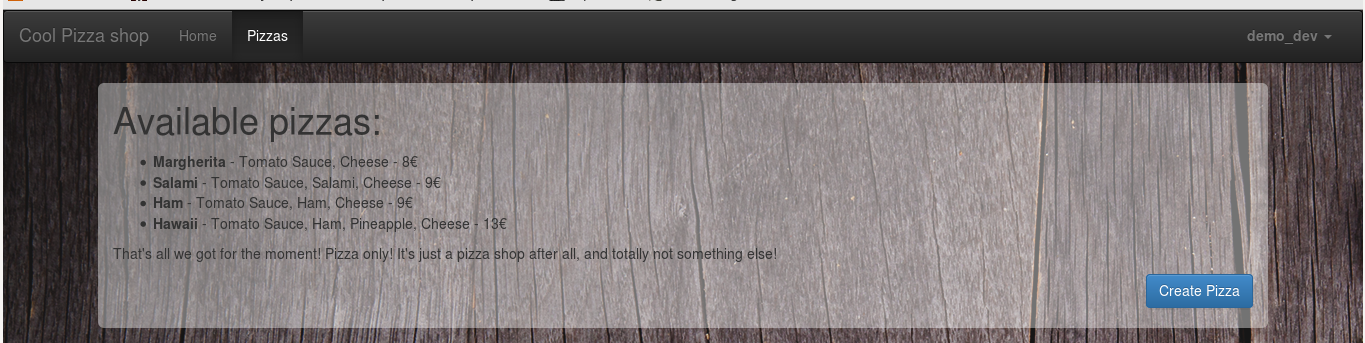 Cool Pizza shop Home Pizzas demo_dev
Available pizzas:
Margherita - Tomato Sauce, Cheese - 8€
Salami - Tomato Sauce, Salami, Cheese - 9€
Ham - Tomato Sauce, Ham, Cheese - 9€
Hawaii - Tomato Sauce, Ham, Pineapple, Cheese - 13€
That's all we got for the moment! Pizza only! It's just a pizza shop after all, and totally not something else!
Create Pizza